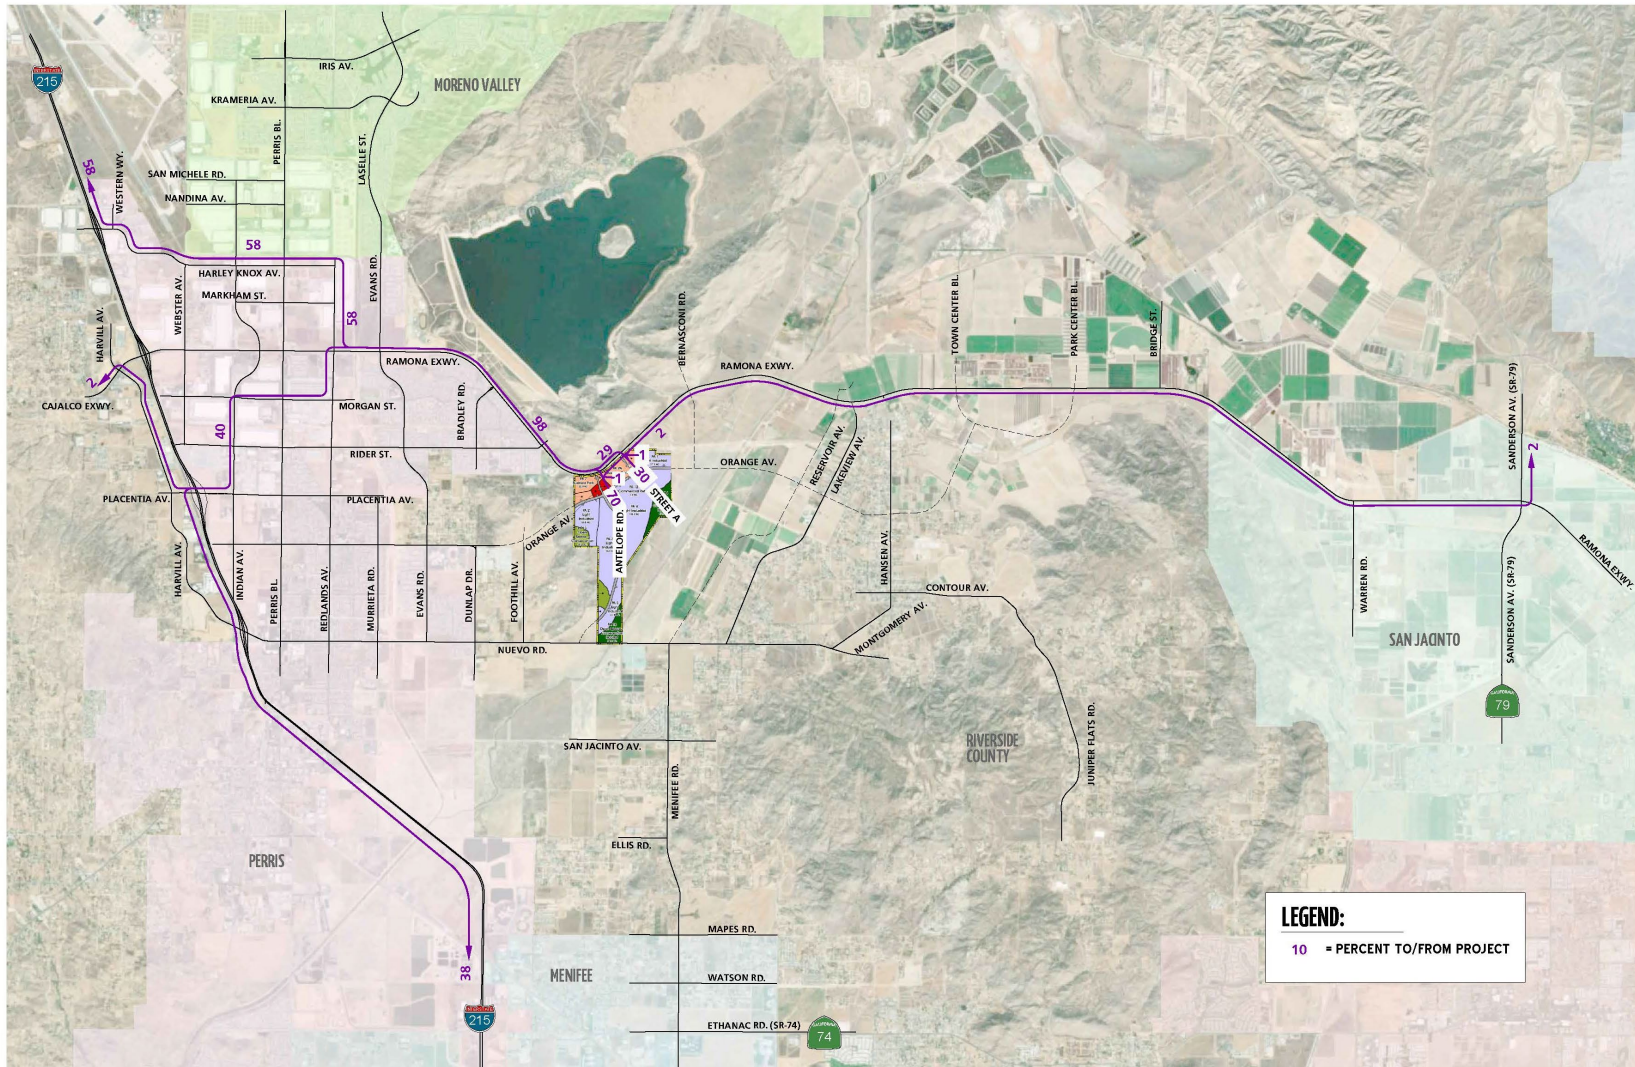 IRIS AV.
215
MORENO VALLEY
KRAMERIA AV.
PERRIS BL.
LASELLE ST.
58
WESTERN WY.
SAN MICHELE RD.
NANDINA AV.
58
HARLEY KNOX AV.
EVANS RD.
MARKHAM ST.
WEBSTER AV.
58
HARVILL AV.
BERNASCONI RD.
TOWN CENTER BL.
PARK CENTER BL.
BRIDGE ST.
RAMONA EXWY.
RAMONA EXWY.
2
CAJALCO EXWY.
MORGAN ST.
BRADLEY RD.
98
40
SANDERSON AV. (SR-79)
2
2
RIDER ST.
29
1
ORANGE AV.
RESERVOIR AV.
LAKEVIEW AV.
1
30
70
STREET A
PLACENTIA AV.
PLACENTIA AV.
ORANGE AV.
ANTELOPE RD.
HARVILL AV.
INDIAN AV.
PERRIS BL.
REDLANDS AV.
MURRIETA RD.
EVANS RD.
DUNLAP DR.
FOOTHILL AV.
HANSEN AV.
CONTOUR AV.
MONTGOMERY AV.
WARREN RD.
SANDERSON AV. (SR-79)
RAMONA EXWY.
SAN JACINTO
NUEVO RD.
79
SAN JACINTO AV.
RIVERSIDE
COUNTY
JUNIPER FLATS RD.
MENIFEE RD.
ELLIS RD.
PERRIS
LEGEND:
10 = PERCENT TO/FROM PROJECT
MAPES RD.
38
MENIFEE
WATSON RD.
215
ETHANAC RD. (SR-74)
74